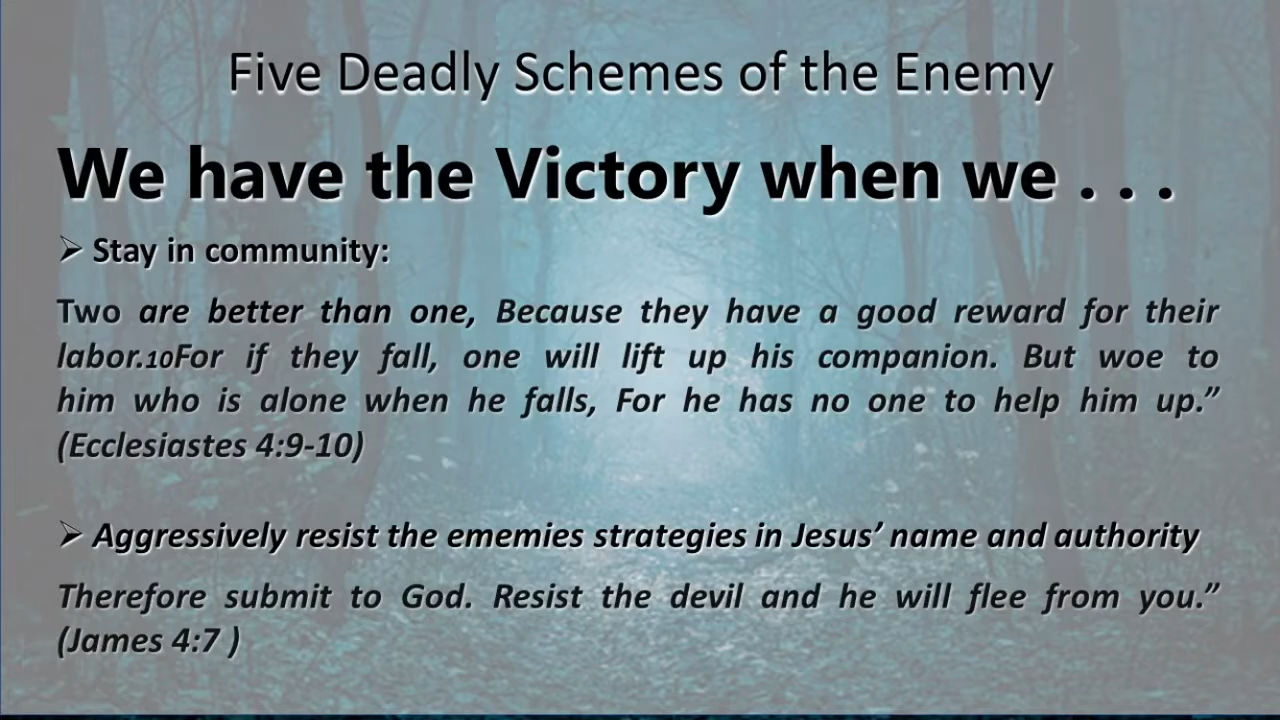 Five Deadly Schemes of the Enemy
We have the Victory when we . . .
➢ Stay in community:
Two are better than one, Because they have a good reward for their
labor.10For if they fall, one will lift up his companion. But woe to
him who is alone when he falls, For he has no one to help him up.”
(Ecclesiastes 4:9-10)
➢ Aggressively resist the ememies strategies in Jesus’ name and authority
Therefore submit to God. Resist the devil and he will flee from you.”
(James 4:7 )